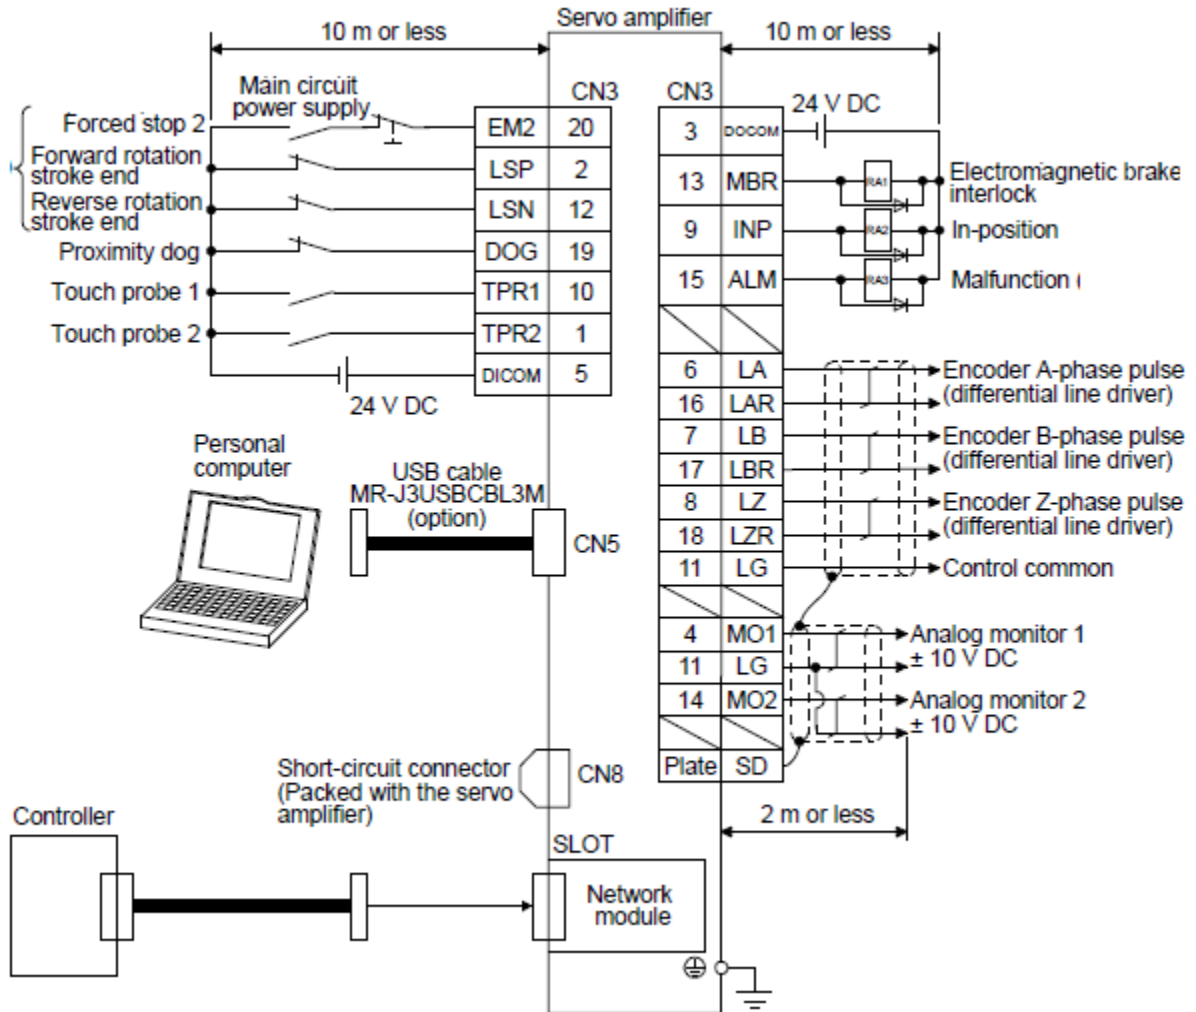 Servo amplifier
10 m or less
10 m or less
Main circuit
power supply
CN3
CN3
24 V DC
Forced stop 2
EM2 20
3 DOCOM
Forward rotation
stroke end
LSP 2
13 MBR
RA1
Electromagnetic brake
interlock
Reverse rotation
stroke end
LSN 12
9 INP
RA2
In-position
Proximity dog
DOG 19
15 ALM
RA3
Malfunction (
Touch probe 1
TPR1 10
Touch probe 2
TPR2 1
DICOM 5
24 V DC
6 LA
Encoder A-phase pulse
(differential line driver)
16 LAR
7 LB
Encoder B-phase pulse
(differential line driver)
17 LBR
8 LZ
Encoder Z-phase pulse
(differential line driver)
18 LZR
11 LG
Control common
Personal
computer
USB cable
MR-J3USBCBL3M
(option)
CN5
4 MO1
Analog monitor 1
± 10 V DC
11 LG
14 MO2
Analog monitor 2
± 10 V DC
Plate SD
2 m or less
Short-circuit connector
(Packed with the servo
amplifier)
CN8
Controller
SLOT
Network
module